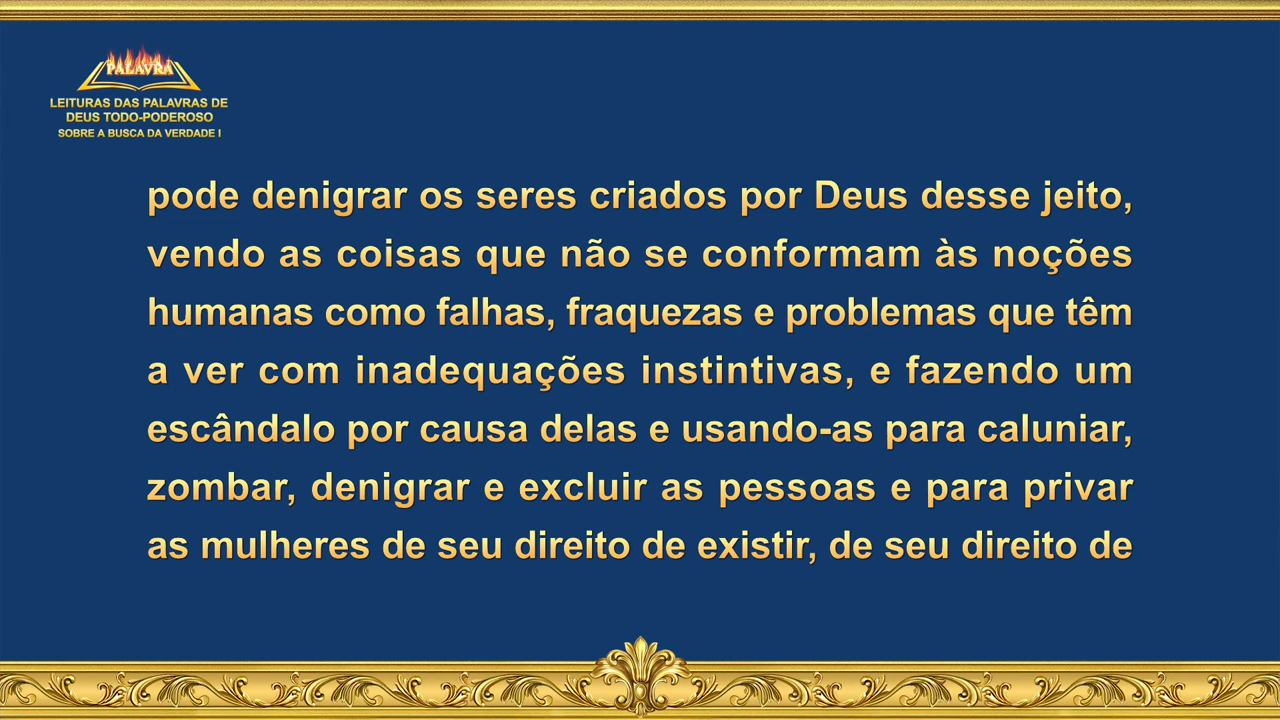 PALAVRA
LEITURAS DAS PALAVRAS DE
DEUS TODO-PODEROSO
SOBRE A BUSCA DA VERDADE I
pode denigrar os seres criados por Deus desse jeito,
vendo as coisas que não se conformam às noções
humanas como falhas, fraquezas e problemas que têm
a ver com inadequações instintivas, e fazendo um
escândalo por causa delas e usando-as para caluniar,
zombar, denigrar e excluir as pessoas e para privar
as mulheres de seu direito de existir, de seu direito de